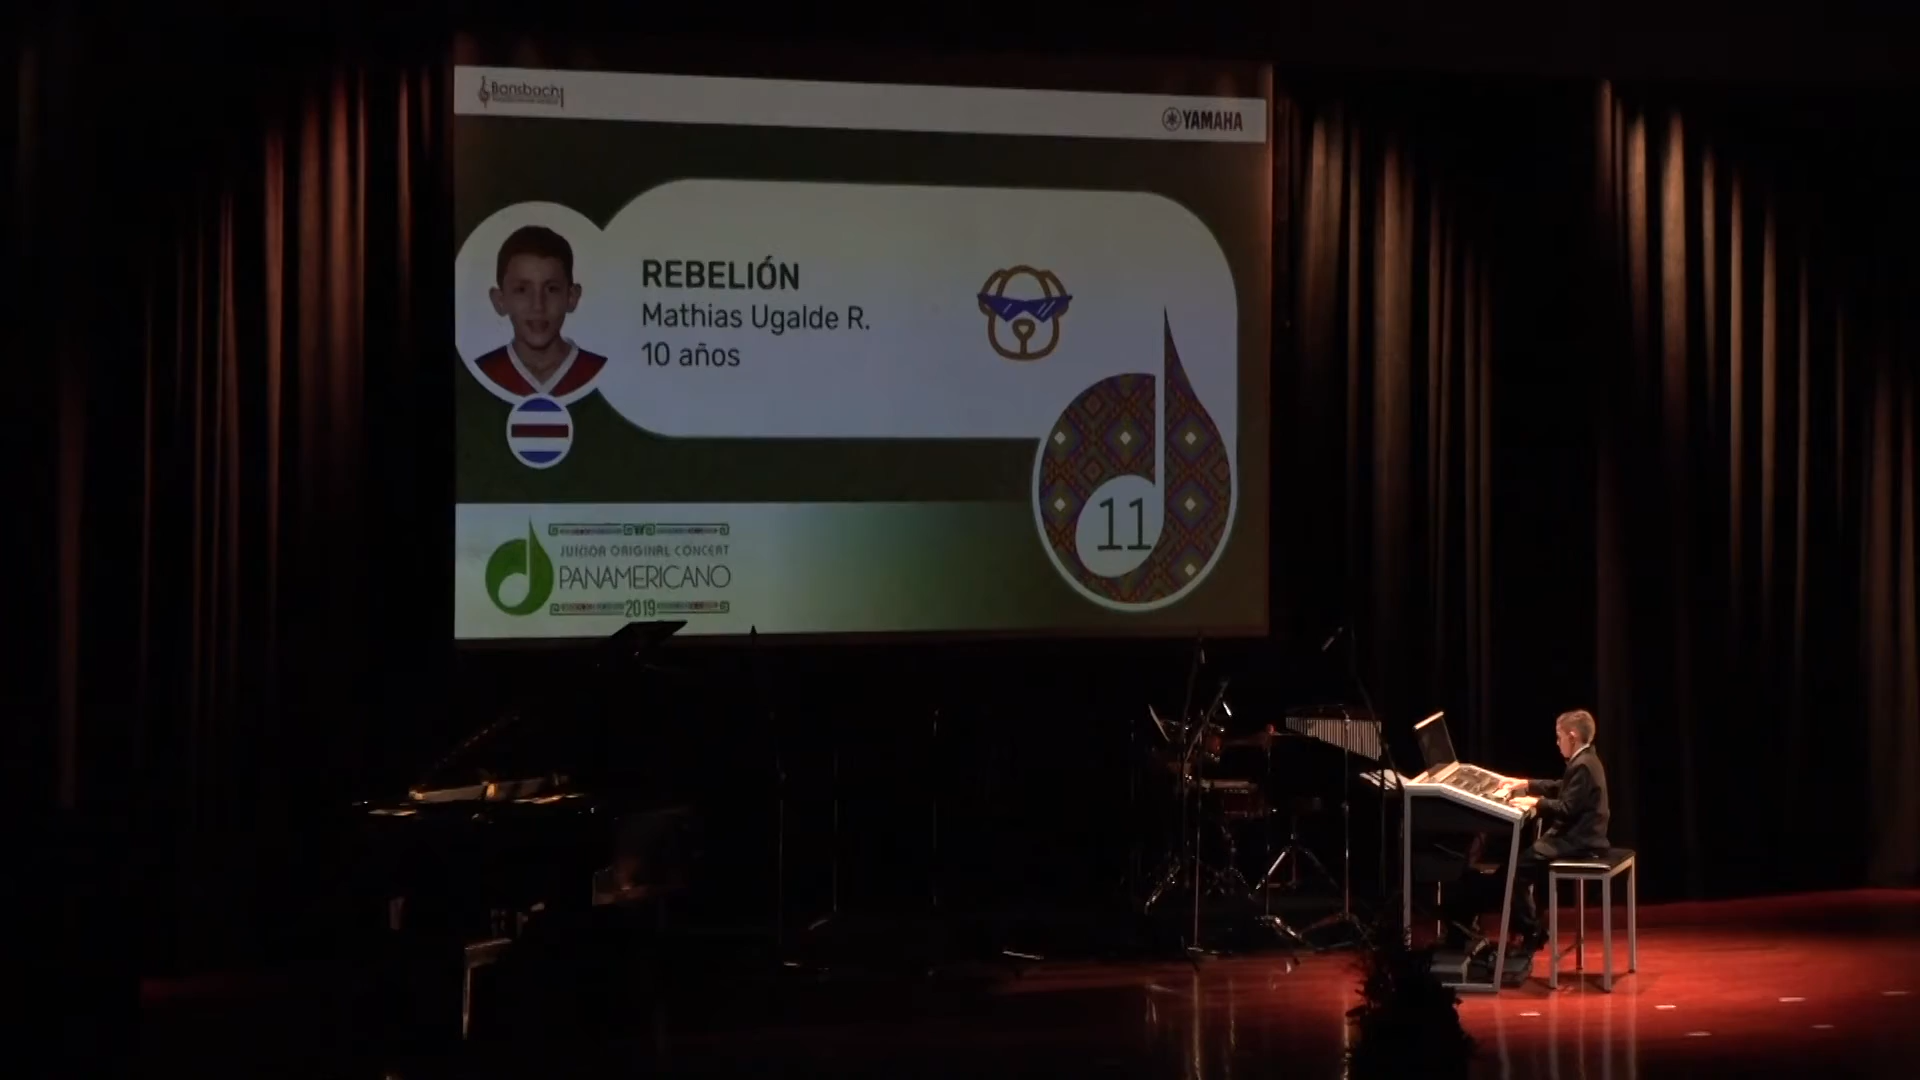 Bansbach
YAMAHA
REBELIÓN
Mathias Ugalde R.
10 años
11
JUNIOR ORIGINAL CONCERT
PANAMERICANO
2019